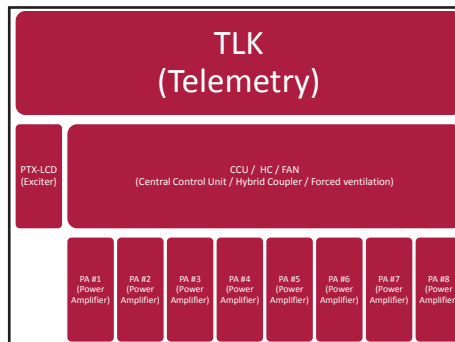 TLK
(Telemetry)
PTX-LCD
(Exciter)
CCU / HC / FAN
(Central Control Unit / Hybrid Coupler / Forced ventilation)
PA #1
(Power
Amplifier)
PA #2
(Power
Amplifier)
PA #3
(Power
Amplifier)
PA #4
(Power
Amplifier)
PA #5
(Power
Amplifier)
PA #6
(Power
Amplifier)
PA #7
(Power
Amplifier)
PA #8
(Power
Amplifier)